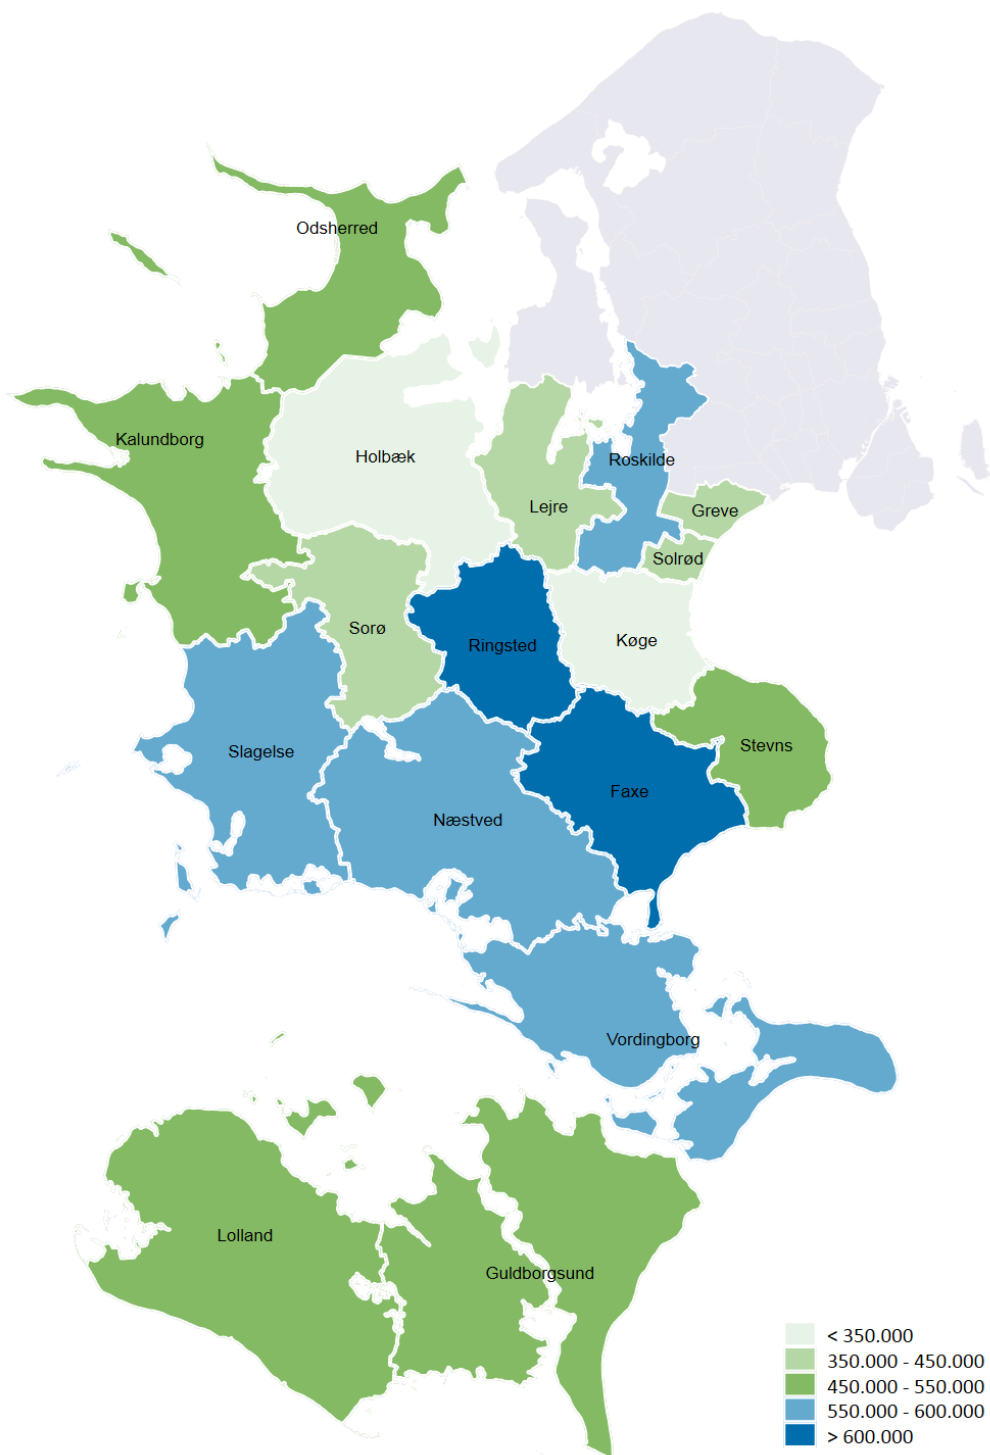 Odsherred
Kalundborg
Holbæk
Roskilde
Lejre
Greve
Solrød
Sorø
Ringsted
Køge
Slagelse
Stevns
Faxe
Næstved
Vordingborg
Lolland
Guldborgsund
< 350.000
350.000 - 450.000
450.000 - 550.000
550.000 - 600.000
> 600.000